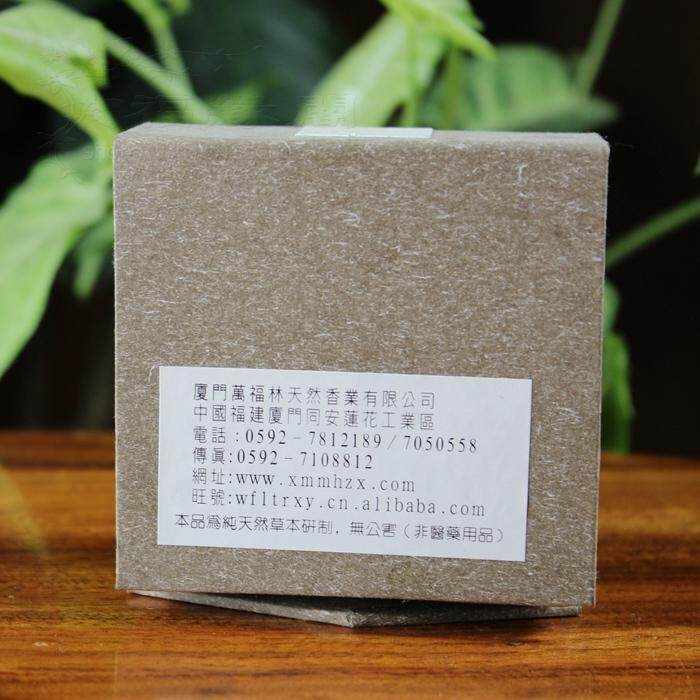 廈門萬福林天然香業有限公司
中國福建廈門同安蓮花工業區
電話:0592-7812189/7050558
傳真:0592-7108812
網址:www.xmmhzx.com
旺號:wfltrxy.cn.alibaba.com
本品為純天然草本研制，無公害（非醫藥用品）